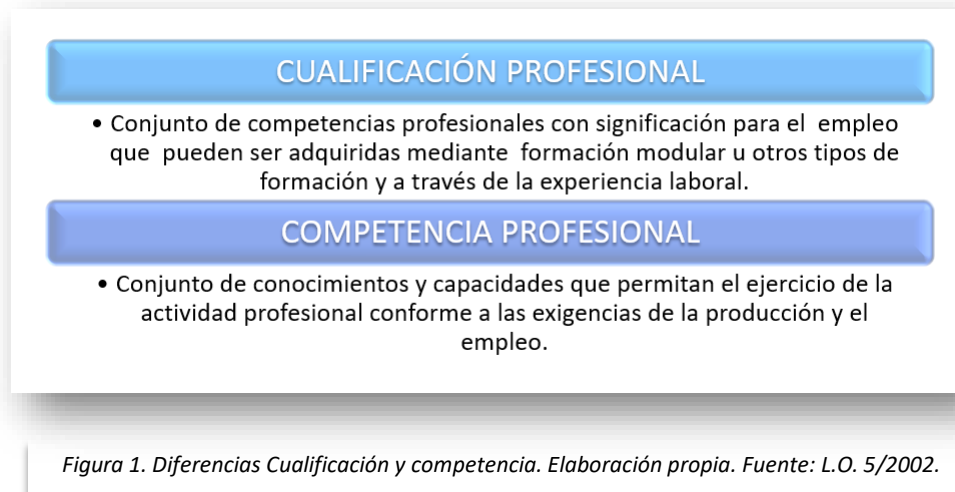 CUALIFICACIÓN PROFESIONAL
• Conjunto de competencias profesionales con significación para el empleo
que pueden ser adquiridas mediante formación modular u otros tipos de
formación y a través de la experiencia laboral.
COMPETENCIA PROFESIONAL
• Conjunto de conocimientos y capacidades que permitan el ejercicio de la
actividad profesional conforme a las exigencias de la producción y el
empleo.
Figura 1. Diferencias Cualificación y competencia. Elaboración propia. Fuente: L.O. 5/2002.